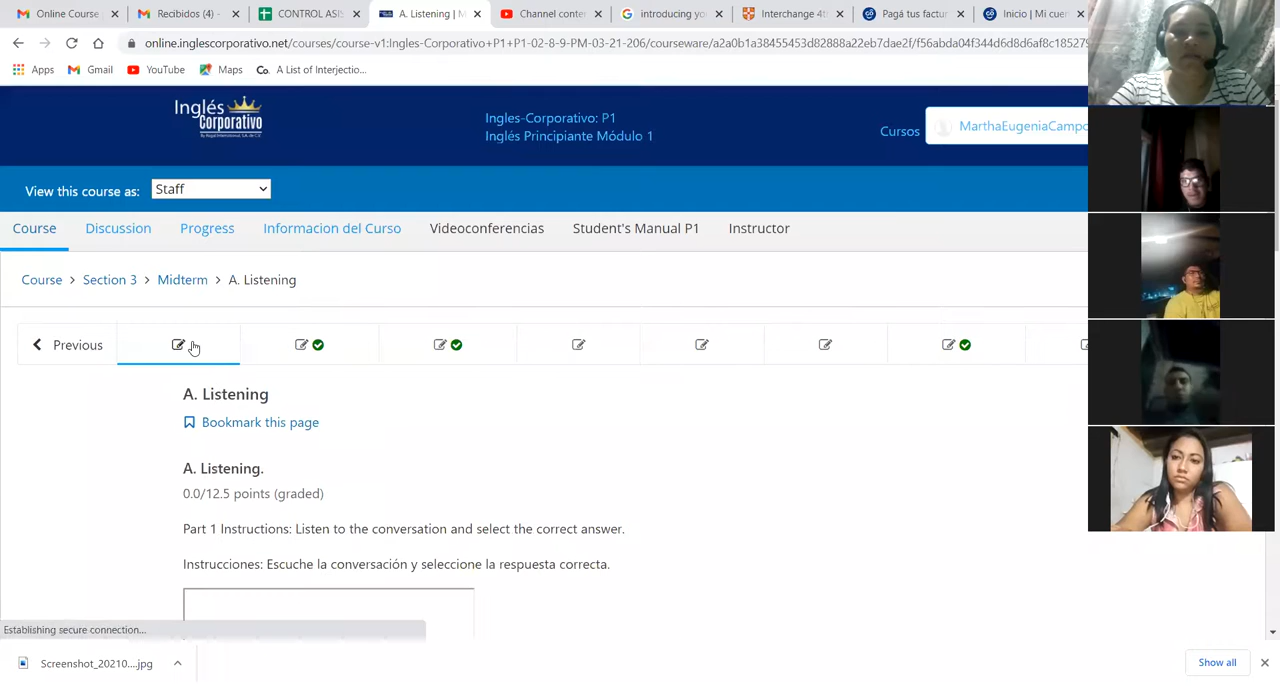 Online Course
Recibidos (4) -
CONTROL ASIS
A. Listening | M
Channel conten
introducing yo
Interchange 4t
Pagá tus factur
Inicio | Mi cuen
online.inglescorporativo.net/courses/course-v1:Ingles-Corporativo+P1+P1-02-8-9-PM-03-21-206/courseware/a2a0b1a38455453d82888a22eb7dae2f/f56abda04f344d6d8d6af8c185279
Apps
Gmail
YouTube
Maps
Co.
A List of Interjectio...
Inglés
Corporativo
Ingles-Corporativo: P1
Inglés Principiante Módulo 1
Cursos
MarthaEugeniaCampo
View this course as:
Staff
Course
Discussion
Progress
Informacion del Curso
Videoconferencias
Student's Manual P1
Instructor
Course > Section 3 > Midterm > A. Listening
Previous
A. Listening
Bookmark this page
A. Listening.
0.0/12.5 points (graded)
Part 1 Instructions: Listen to the conversation and select the correct answer.
Instrucciones: Escuche la conversación y seleccione la respuesta correcta.
Establishing secure connection...
Screenshot_20210....jpg
Show all